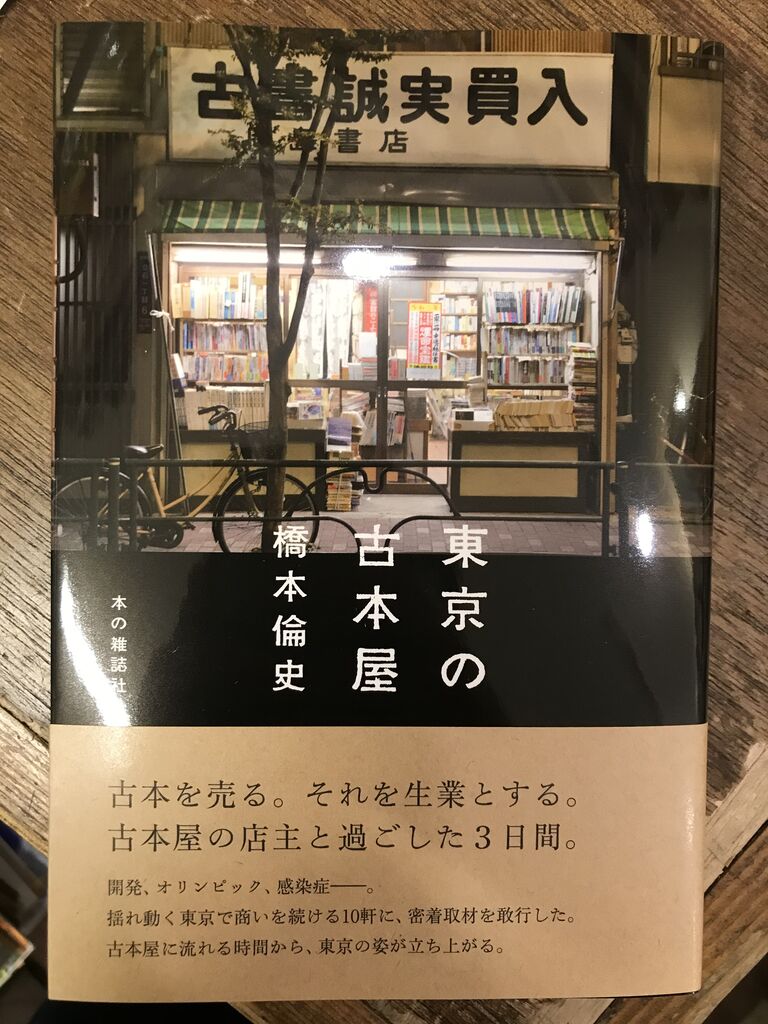 古書誠実買入
書店
東京の
古本屋
橋本倫史
本の雑誌社
古本を売る。それを生業とする。
古本屋の店主と過ごした3日間。
開発、オリンピック、感染症──。
揺れ動く東京で商いを続ける10軒に、密着取材を敢行した。
古本屋に流れる時間から、東京の姿が立ち上がる。